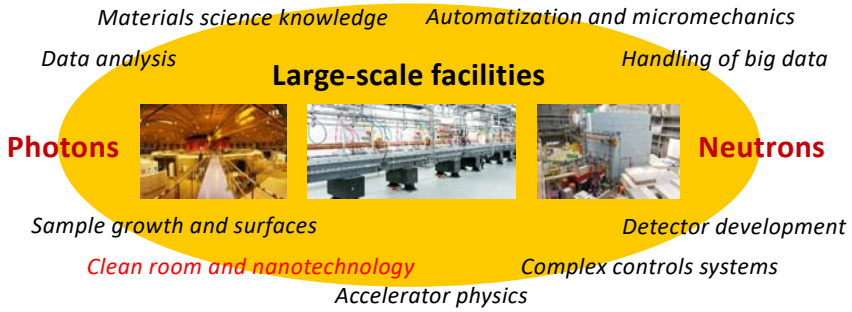 Materials science knowledge
Automatization and micromechanics
Data analysis
Handling of big data
Large-scale facilities
Photons
Neutrons
Sample growth and surfaces
Detector development
Clean room and nanotechnology
Complex controls systems
Accelerator physics